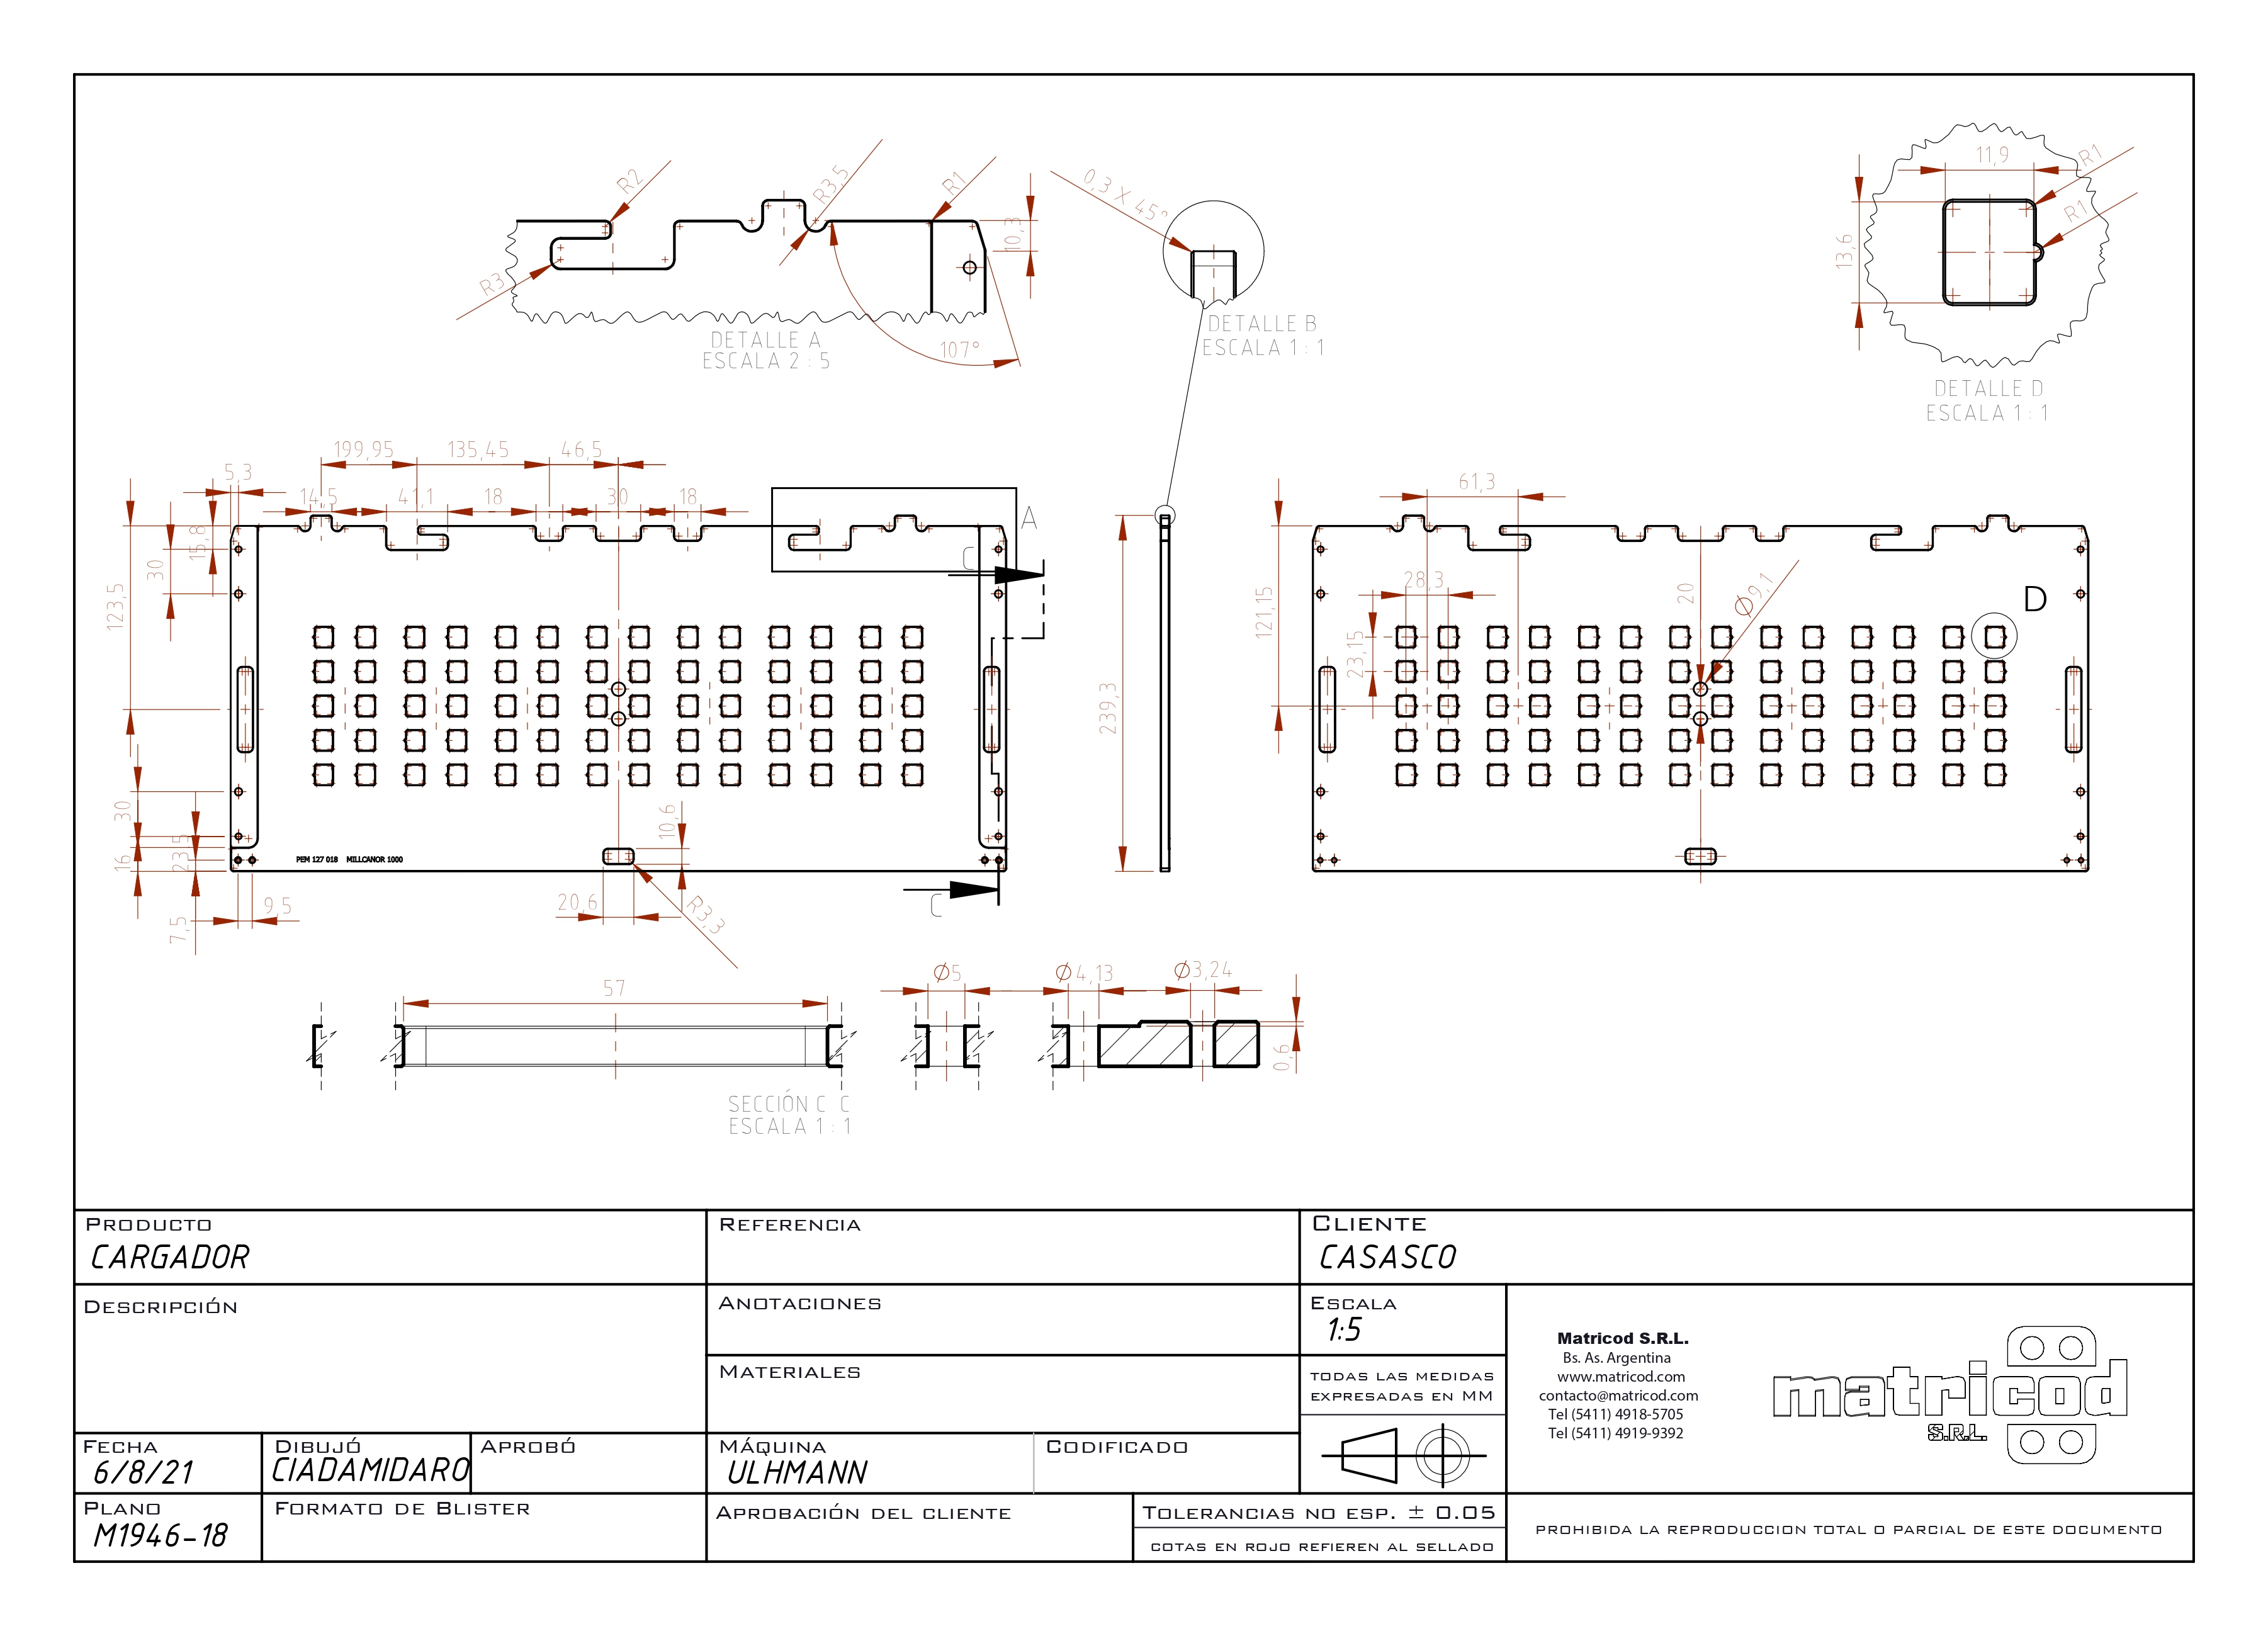 R2
R3,5
R1
10,3
R3
107°
DETALLE A
ESCALA 2 : 5
0,3 X 45°
DETALLE B
ESCALA 1 : 1
11,9
R1
R1
13,6
DETALLE D
ESCALA 1 : 1
199,95
135,45
46,5
5,3
14,5
41,1
18
30
18
A
C
15,8
30
123,5
30
16
23,5
7,5
9,5
PEM 127 018 MILLCANOR 1000
10,6
20,6
R3,3
C
239,3
61,3
28,3
20
Ø9,1
D
121,15
23,15
57
Ø5
Ø4,13
Ø3,24
0,6
SECCIÓN C C
ESCALA 1 : 1
PRODUCTO
CARGADOR
REFERENCIA
CLIENTE
CASASCO
DESCRIPCIÓN
ANOTACIONES
ESCALA
1:5
MATERIALES
TODAS LAS MEDIDAS
EXPRESADAS EN MM
Matricod S.R.L.
Bs. As. Argentina
www.matricod.com
contacto@matricod.com
Tel (5411) 4918-5705
Tel (5411) 4919-9392
matricod
S.R.L.
FECHA
6/8/21
DIBUJÓ
CIADAMIDARO
APROBÓ
MÁQUINA
ULHMANN
CODIFICADO
PLANO
M1946-18
FORMATO DE BLISTER
APROBACIÓN DEL CLIENTE
TOLERANCIAS NO ESP. ± 0.05
COTAS EN ROJO REFIEREN AL SELLADO
PROHIBIDA LA REPRODUCCION TOTAL O PARCIAL DE ESTE DOCUMENTO